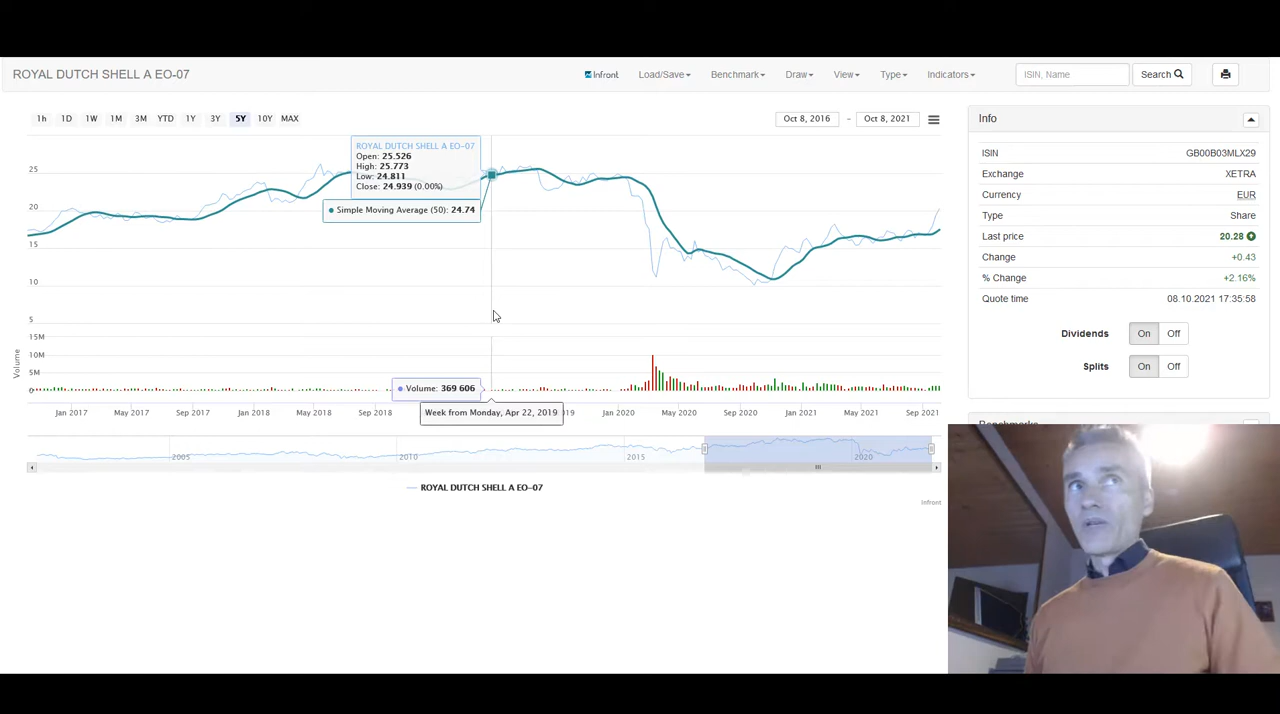 ROYAL DUTCH SHELL A EO-07
Infront Load/Save Benchmark Draw View Type Indicators ISIN, Name Search
1h 1D 1W 1M 3M YTD 1Y 3Y 5Y 10Y MAX Oct 8, 2016 – Oct 8, 2021
ROYAL DUTCH SHELL A EO-07
Open: 25.526
High: 25.773
Low: 24.811
Close: 24.939 (0.00%)
Simple Moving Average (50): 24.74
25
20
15
10
5
15M
10M
5M
0
Volume
Volume: 369 606
Week from Monday, Apr 22, 2019
Jan 2017 May 2017 Sep 2017 Jan 2018 May 2018 Sep 2018 2019 Jan 2020 May 2020 Sep 2020 Jan 2021 May 2021 Sep 2021
2005 2010 2015 2020
ROYAL DUTCH SHELL A EO-07
Infront
Info
ISIN GB00B03MLX29
Exchange XETRA
Currency EUR
Type Share
Last price 20.28
Change +0.43
% Change +2.16%
Quote time 08.10.2021 17:35:58
Dividends On Off
Splits On Off